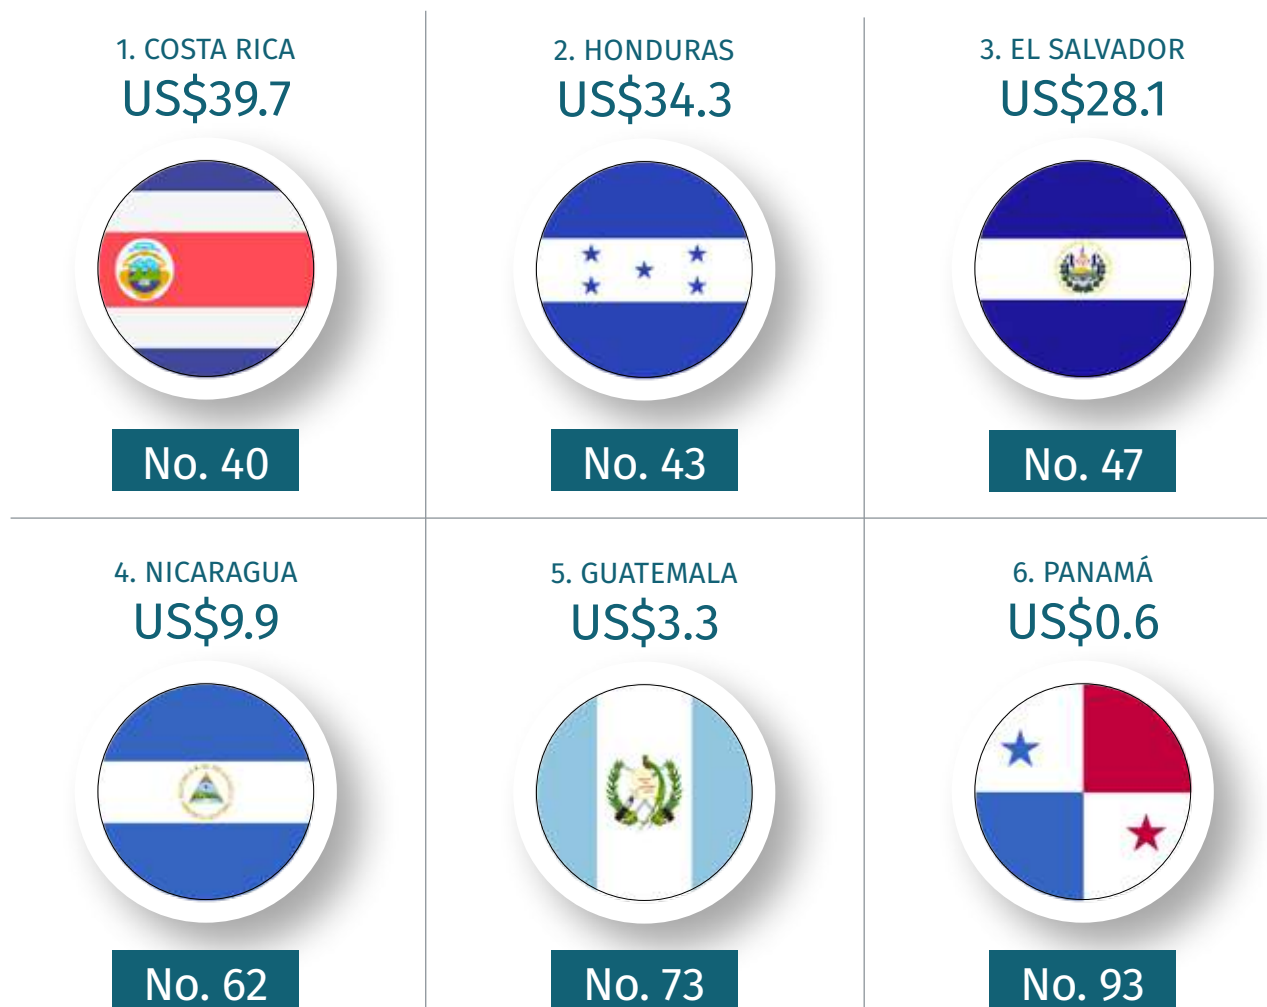 1. COSTA RICA
US$39.7
No. 40
2. HONDURAS
US$34.3
No. 43
3. EL SALVADOR
US$28.1
No. 47
4. NICARAGUA
US$9.9
No. 62
5. GUATEMALA
US$3.3
No. 73
6. PANAMÁ
US$0.6
No. 93